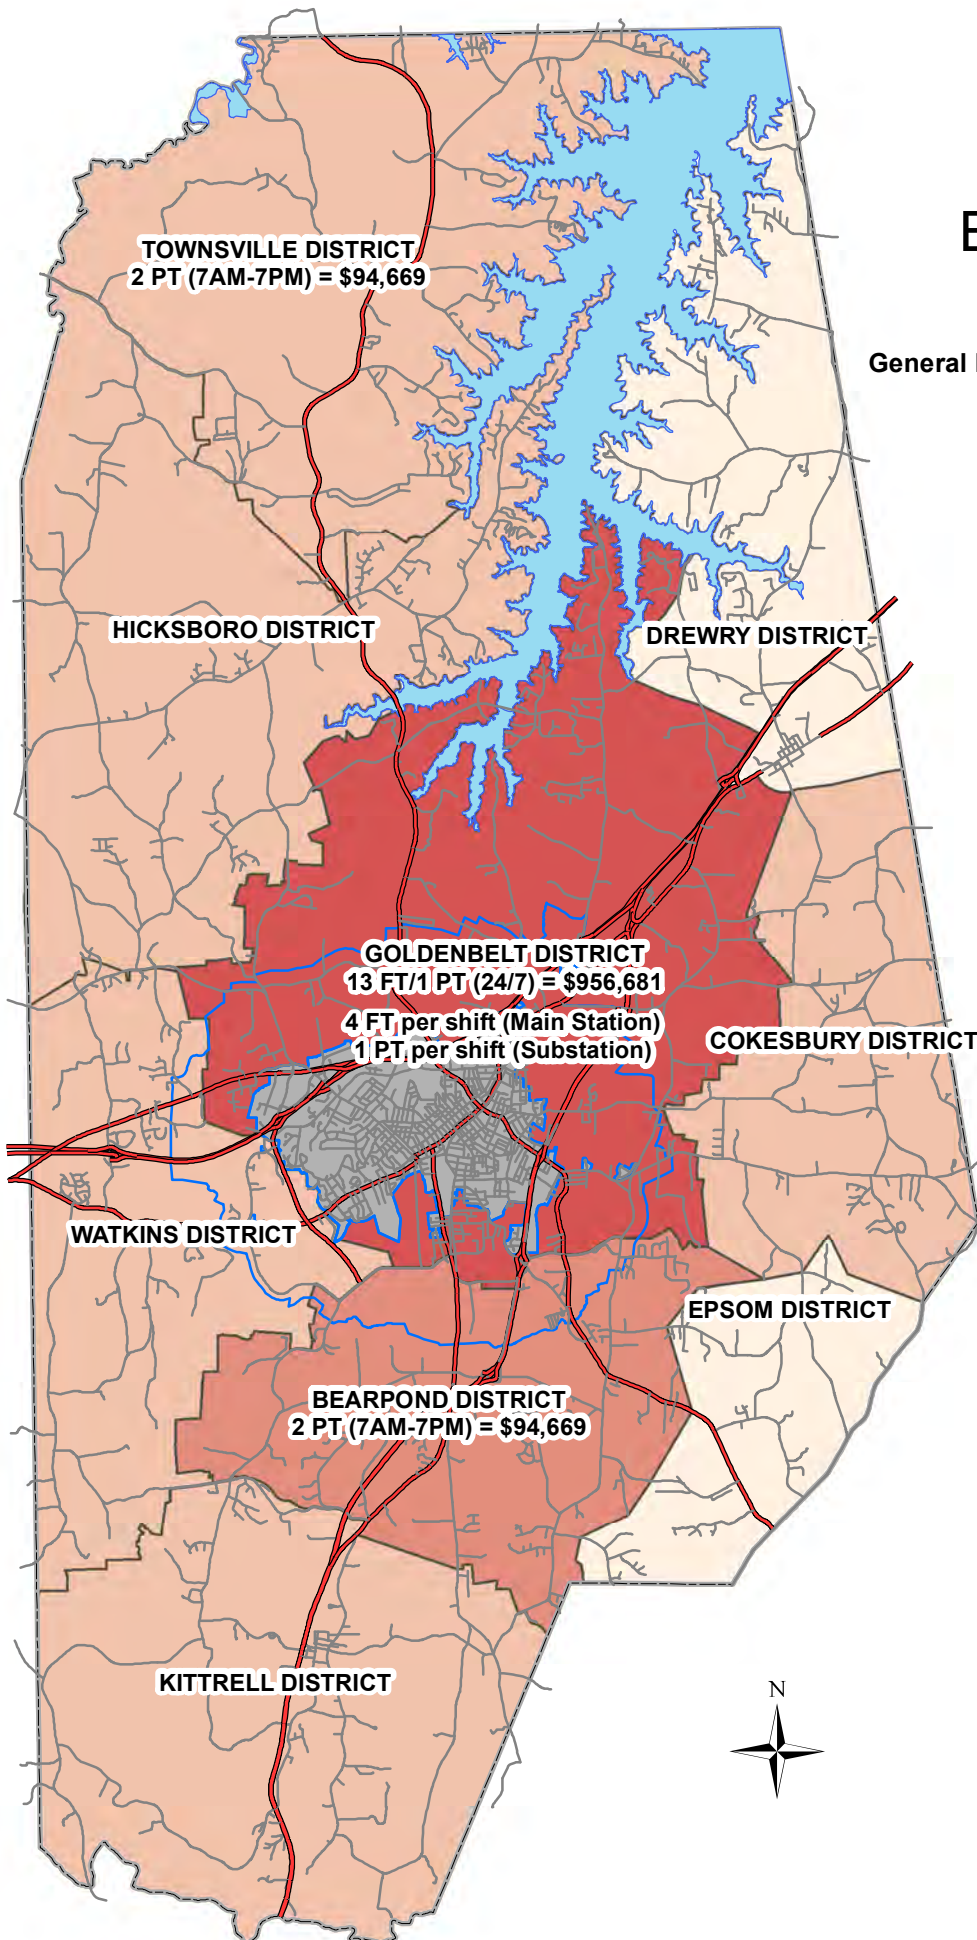 E
General
TOWNSVILLE DISTRICT
2 PT (7AM-7PM) = $94,669
HICKSBORO DISTRICT
DREWRY DISTRICT
GOLDENBELT DISTRICT
13 FT/1 PT (24/7) = $956,681
4 FT per shift (Main Station)
1 PT per shift (Substation)
COKESBURY DISTRICT
WATKINS DISTRICT
EPSOM DISTRICT
BEARPOND DISTRICT
2 PT (7AM-7PM) = $94,669
KITTRELL DISTRICT
N